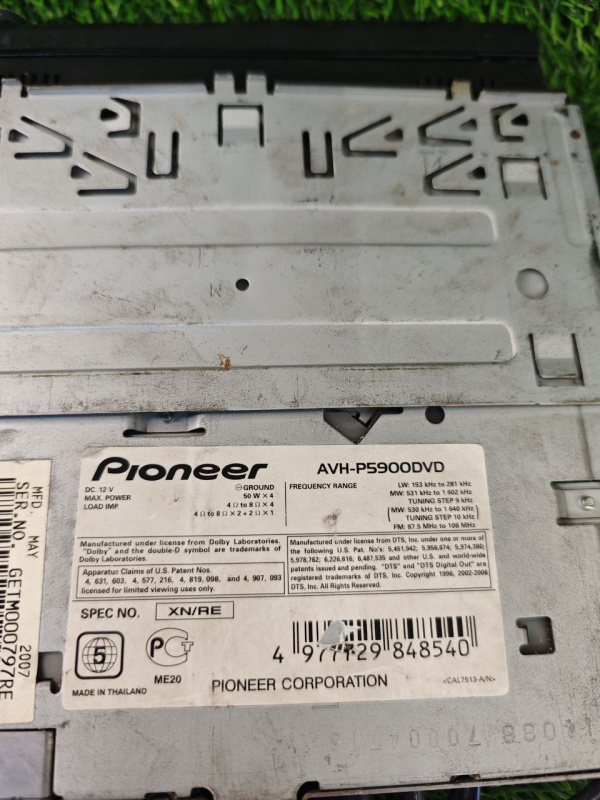 Pioneer
AVH-P5900DVD
DC. 12 V ⊖GROUND
MAX. POWER 50 W × 4
LOAD IMP. 4 Ω to 8 Ω × 4
4 Ω to 8 Ω × 2 + 2 Ω × 1
FREQUENCY RANGE LW: 153 kHz to 281 kHz
MW: 531 kHz to 1 602 kHz
TUNING STEP 9 kHz
MW: 530 kHz to 1 640 kHz
TUNING STEP 10 kHz
FM: 87.5 MHz to 108 MHz
Manufactured under license from Dolby Laboratories.
"Dolby" and the double-D symbol are trademarks of
Dolby Laboratories.
Apparatus Claims of U.S. Patent Nos.
4, 631, 603, 4, 577, 216, 4, 819, 098, and 4, 907, 093
licensed for limited viewing uses only.
Manufactured under license from DTS, Inc. under one or more of
the following U.S. Pat. No's: 5,451,942; 5,956,674; 5,974,380;
5,978,762; 6,226,616; 6,487,535 and other U.S. and world-wide
patents issued and pending. "DTS" and "DTS Digital Out" are
registered trademarks of DTS, Inc. Copyright 1996, 2002-2006
DTS, Inc. All Rights Reserved.
SPEC NO. XN/RE
5
MADE IN THAILAND
РСТ
ME20
4 977729 848540
PIONEER CORPORATION
<CAL7513-A/N>
MFD. MAY 2007
SER.NO. GETM000797RE
M